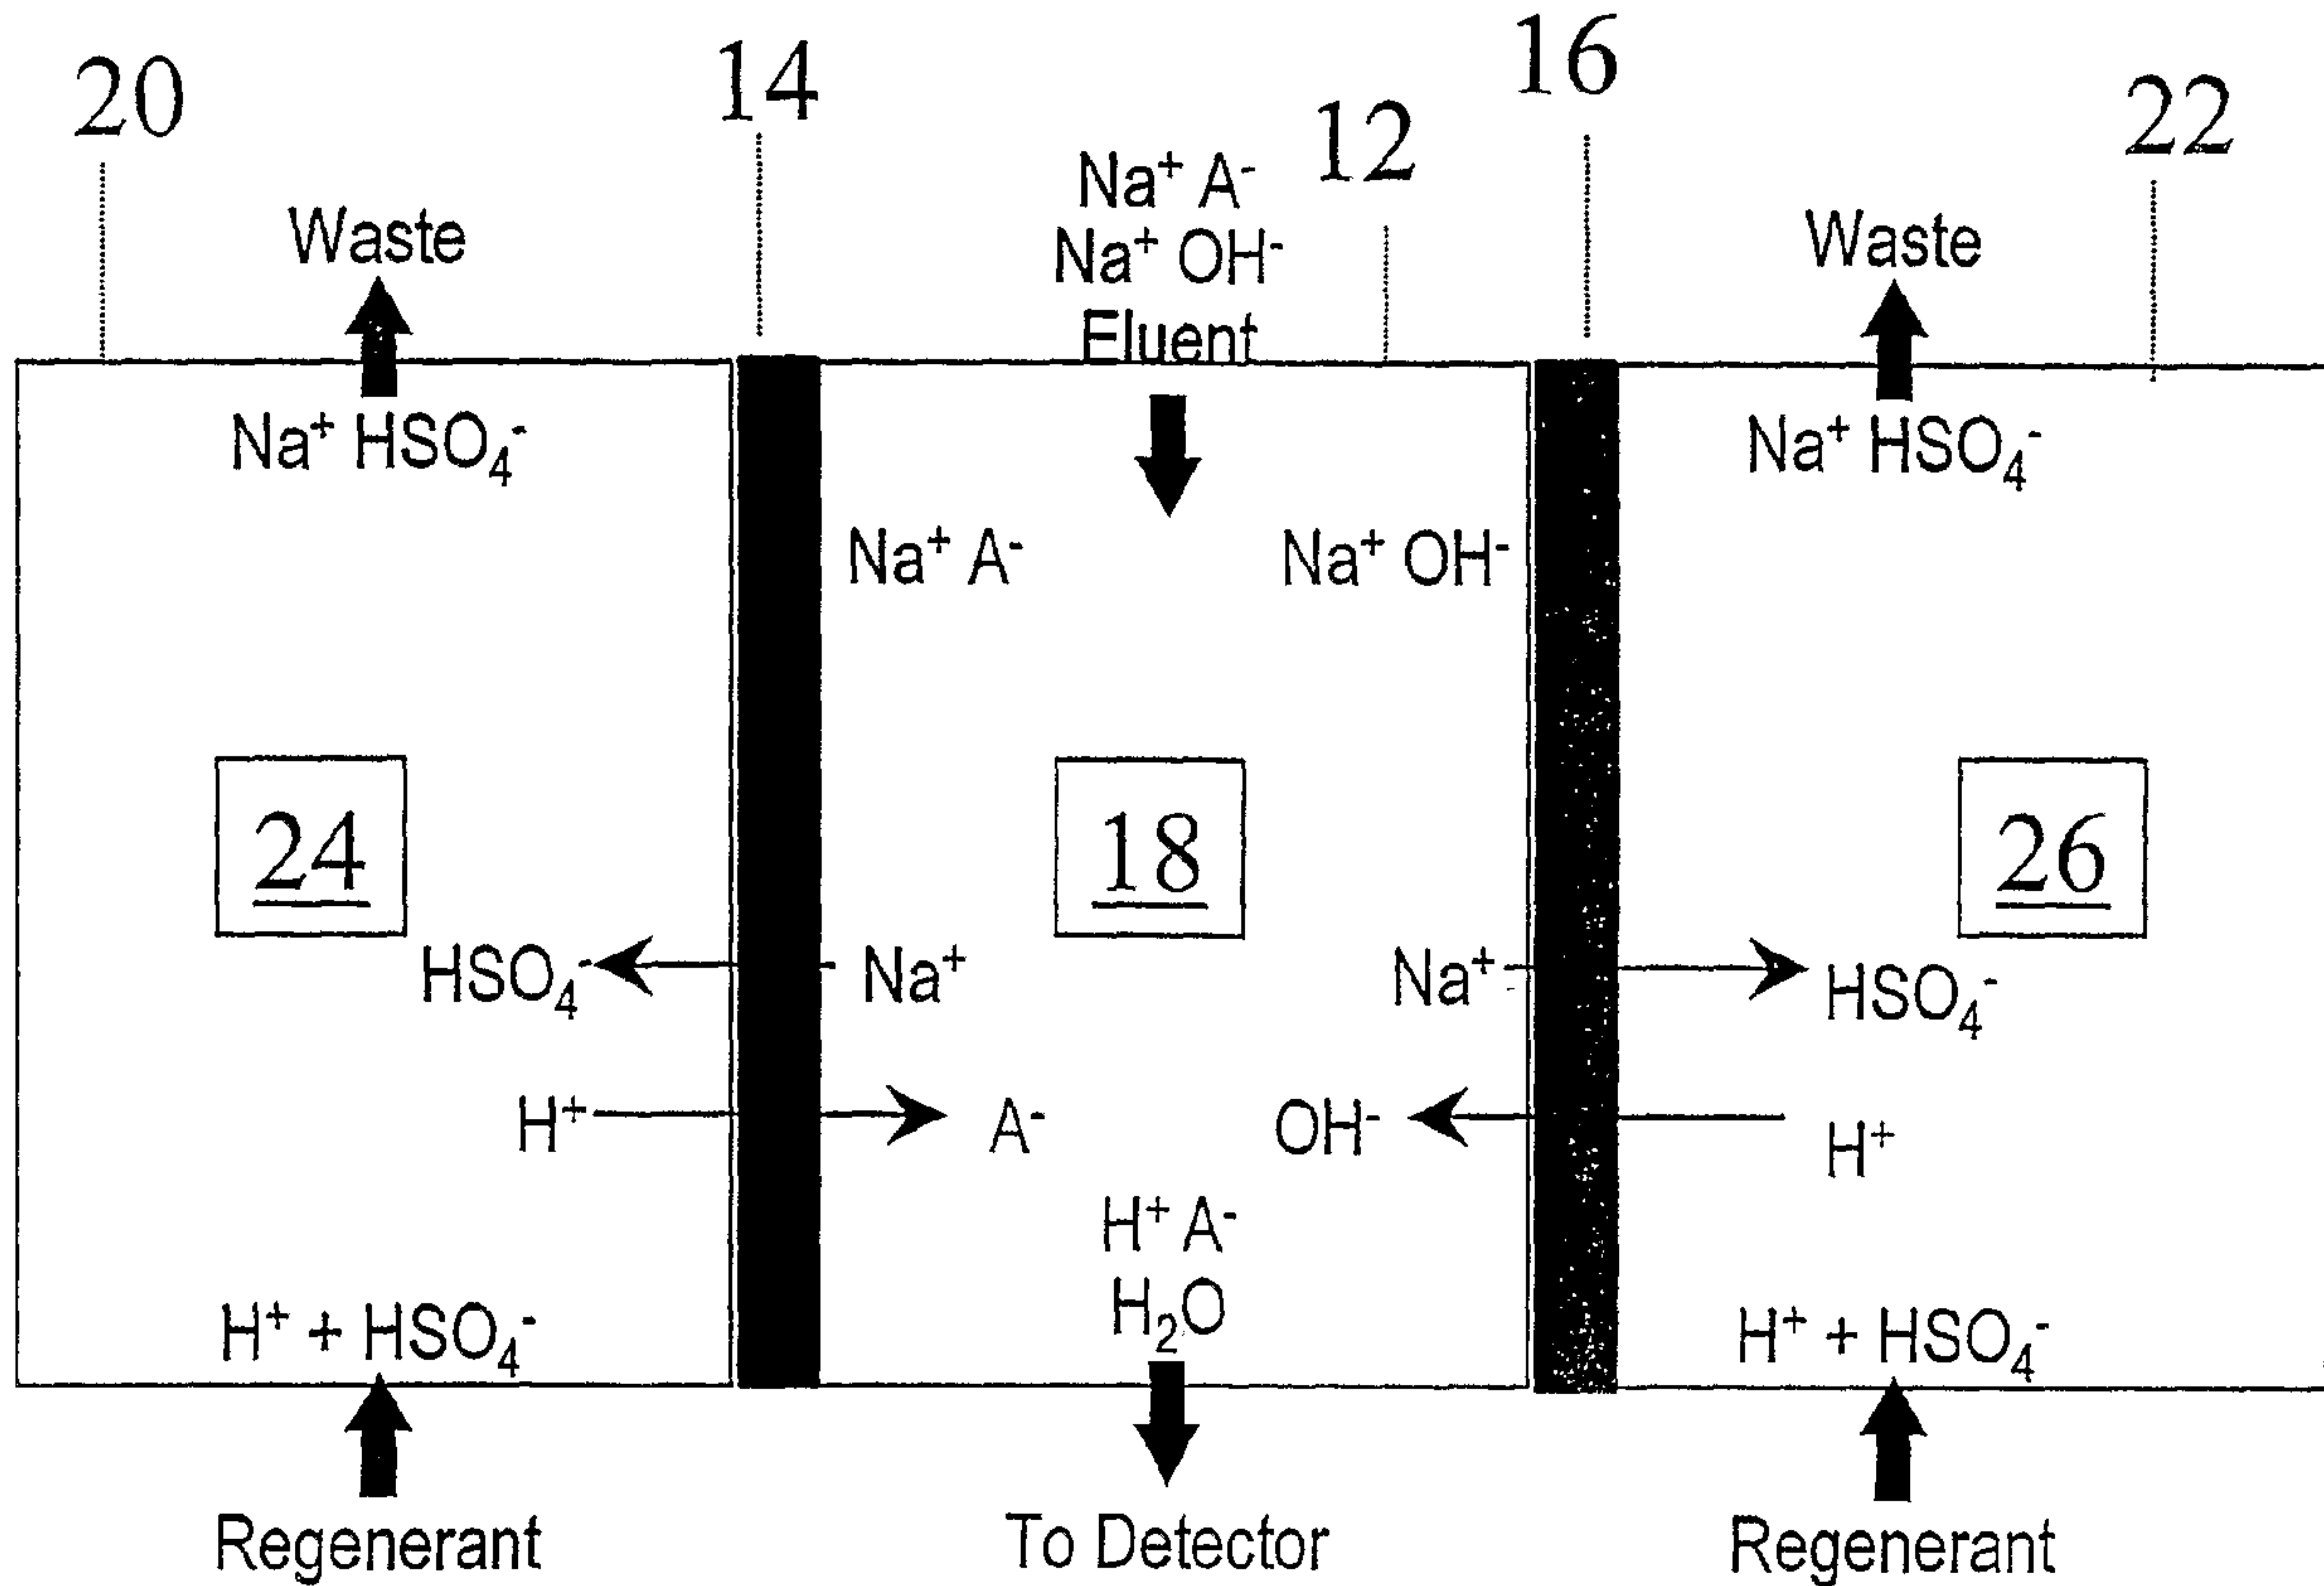 20 14 12 16 22
Na⁺ A⁻
Na⁺ OH⁻
Eluent
Waste Waste
Na⁺ HSO₄⁻ Na⁺ HSO₄⁻
Na⁺ A⁻ Na⁺ OH⁻
24 18 26
HSO₄⁻ Na⁺ Na⁺ HSO₄⁻
H⁺ A⁻ OH⁻ H⁺
H⁺ A⁻
H₂O
H⁺ + HSO₄⁻ H⁺ + HSO₄⁻
Regenerant To Detector Regenerant